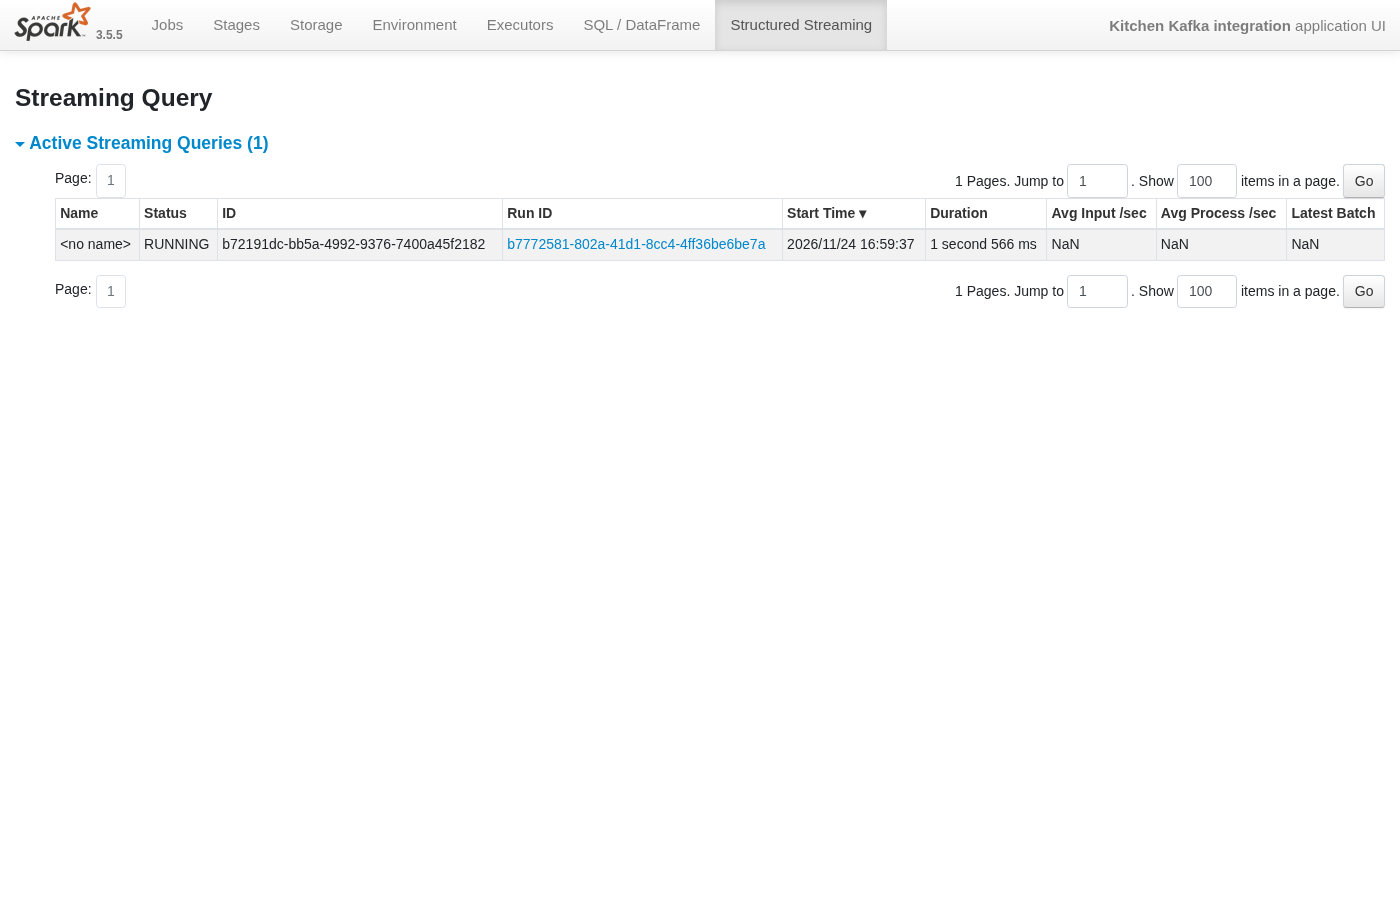 APACHE Spark 3.5.5 Jobs Stages Storage Environment Executors SQL / DataFrame Structured Streaming Kitchen Kafka integration application UI
Streaming Query
Active Streaming Queries (1)
Page: 1 1 Pages. Jump to 1 . Show 100 items in a page. Go
Name Status ID Run ID Start Time ▾ Duration Avg Input /sec Avg Process /sec Latest Batch
<no name> RUNNING b72191dc-bb5a-4992-9376-7400a45f2182 b7772581-802a-41d1-8cc4-4ff36be6be7a 2026/11/24 16:59:37 1 second 566 ms NaN NaN NaN
Page: 1 1 Pages. Jump to 1 . Show 100 items in a page. Go